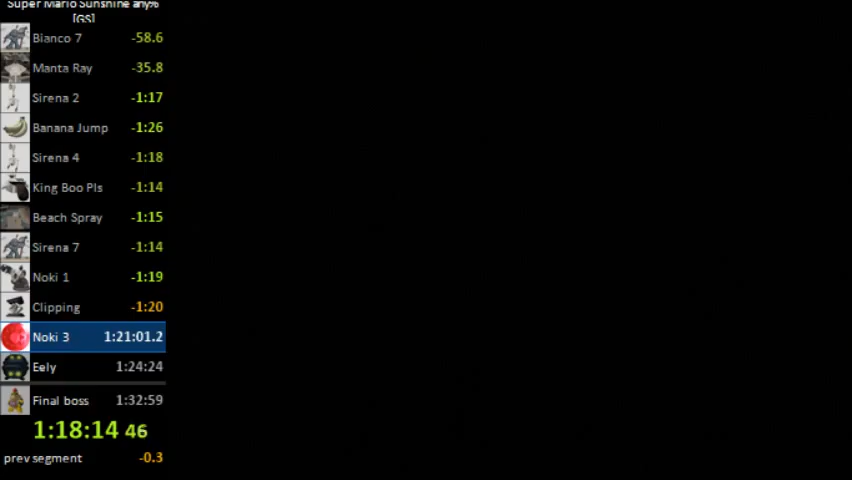 Super Mario Sunshine any%
[GS]
Bianco 7 -58.6
Manta Ray -35.8
Sirena 2 -1:17
Banana Jump -1:26
Sirena 4 -1:18
King Boo Pls -1:14
Beach Spray -1:15
Sirena 7 -1:14
Noki 1 -1:19
Clipping -1:20
Noki 3 1:21:01.2
Eely 1:24:24
Final boss 1:32:59
1:18:14 46
prev segment -0.3